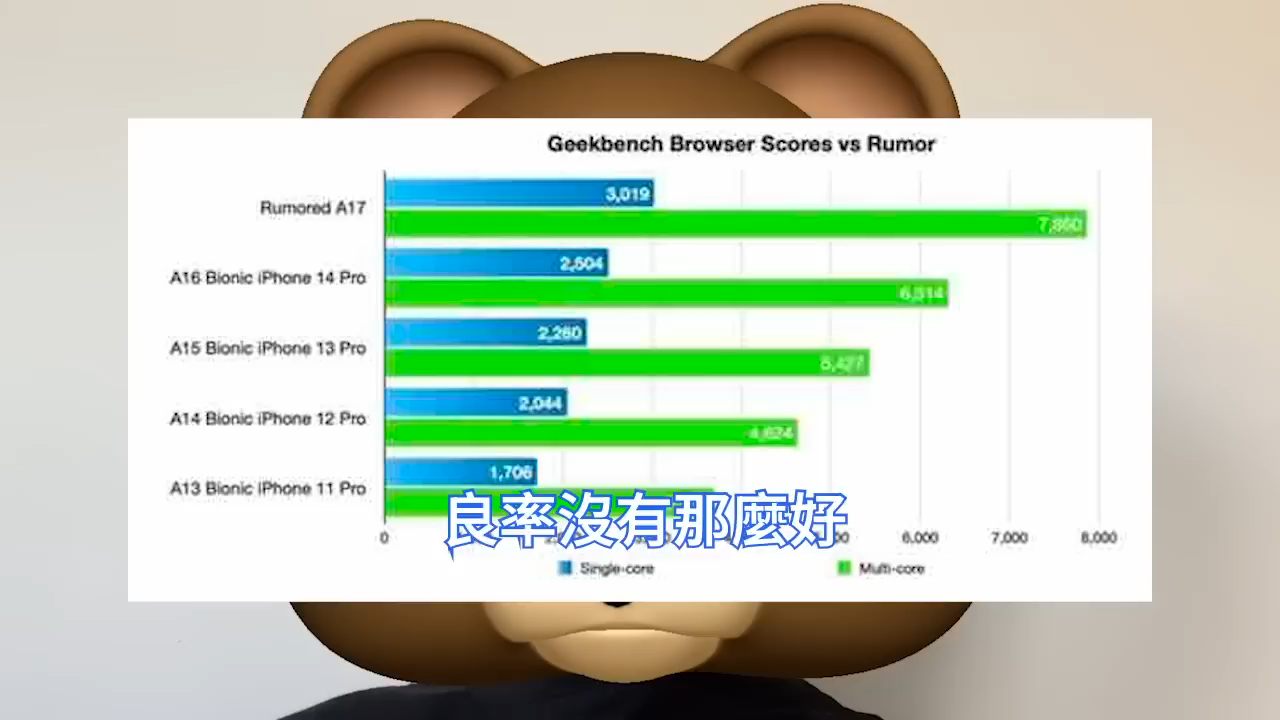 Geekbench Browser Scores vs Rumor
Rumored A17
3,019
7,860
A16 Bionic iPhone 14 Pro
2,504
6,314
A15 Bionic iPhone 13 Pro
2,260
5,427
A14 Bionic iPhone 12 Pro
2,044
4,624
A13 Bionic iPhone 11 Pro
1,706
良率沒有那麼好
0
6,000
7,000
8,000
Single-core
Multi-core